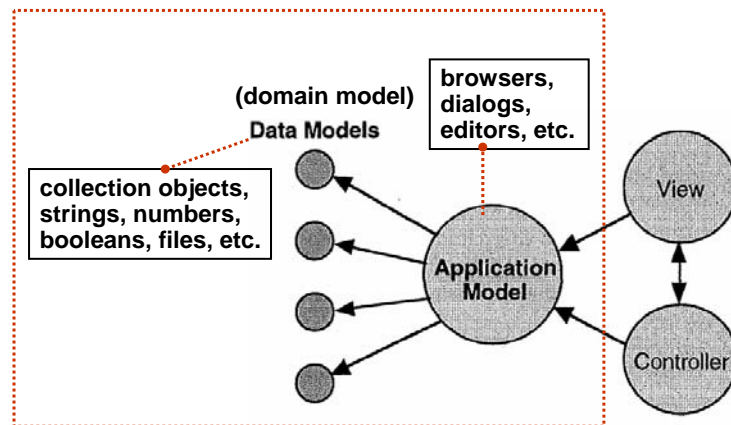 (domain model)
Data Models
browsers,
dialogs,
editors, etc.
collection objects,
strings, numbers,
booleans, files, etc.
Application
Model
View
Controller